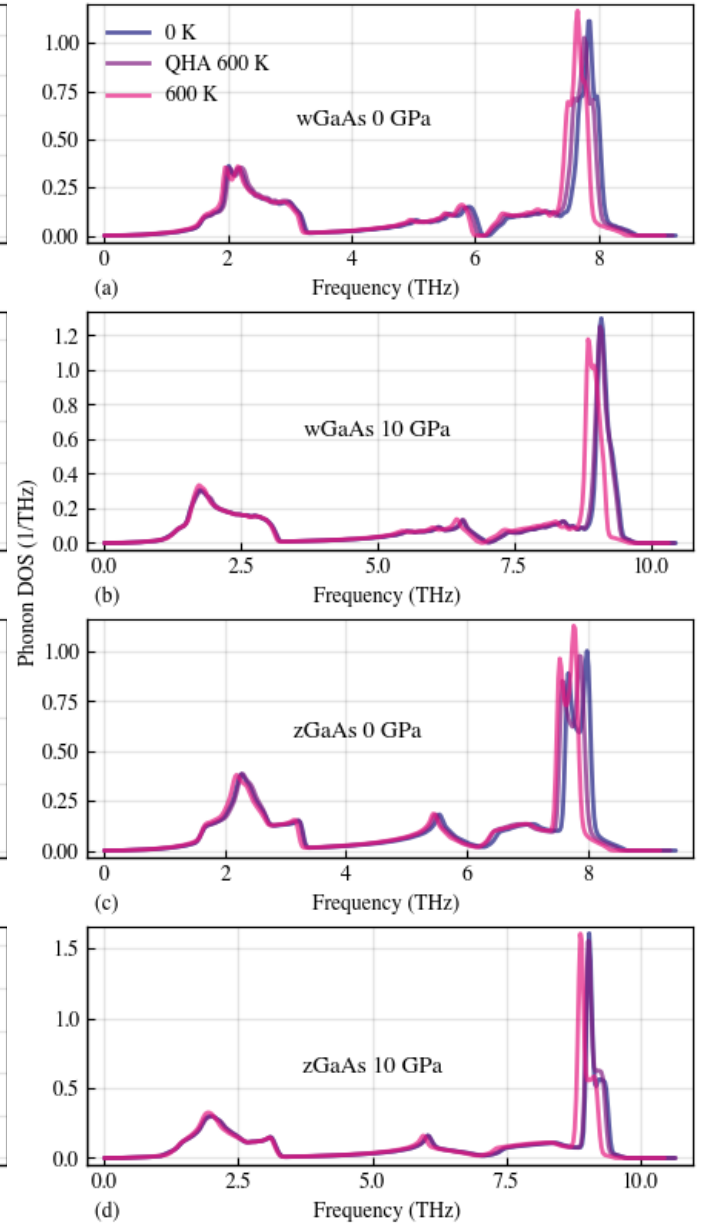 0 K
QHA 600 K
600 K
wGaAs 0 GPa
1.00
0.75
0.50
0.25
0.00
0 2 4 6 8
(a) Frequency (THz)
wGaAs 10 GPa
1.2
1.0
0.8
0.6
0.4
0.2
0.0
0.0 2.5 5.0 7.5 10.0
(b) Frequency (THz)
Phonon DOS (1/THz)
zGaAs 0 GPa
1.00
0.75
0.50
0.25
0.00
0 2 4 6 8
(c) Frequency (THz)
zGaAs 10 GPa
1.5
1.0
0.5
0.0
0.0 2.5 5.0 7.5 10.0
(d) Frequency (THz)